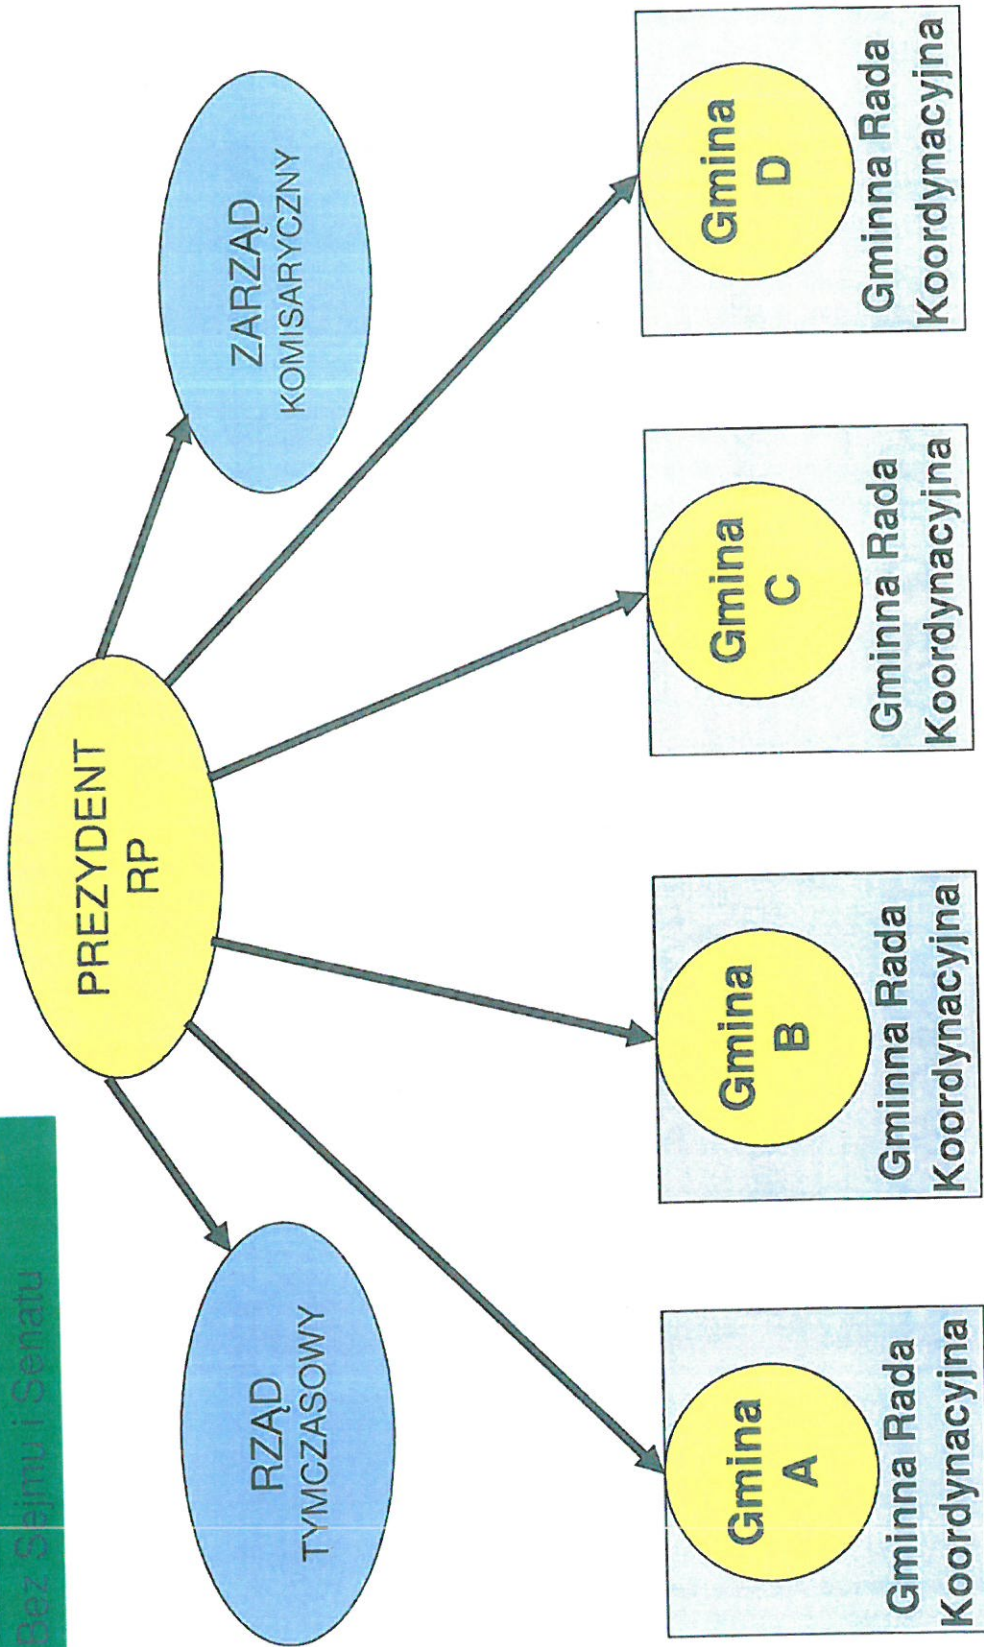 Bez Sejmu i Senatu
PREZYDENT
RP
RZĄD
TYMCZASOWY
ZARZĄD
KOMISARYCZNY
Gmina
A
Gminna Rada
Koordynacyjna
Gmina
B
Gminna Rada
Koordynacyjna
Gmina
C
Gminna Rada
Koordynacyjna
Gmina
D
Gminna Rada
Koordynacyjna